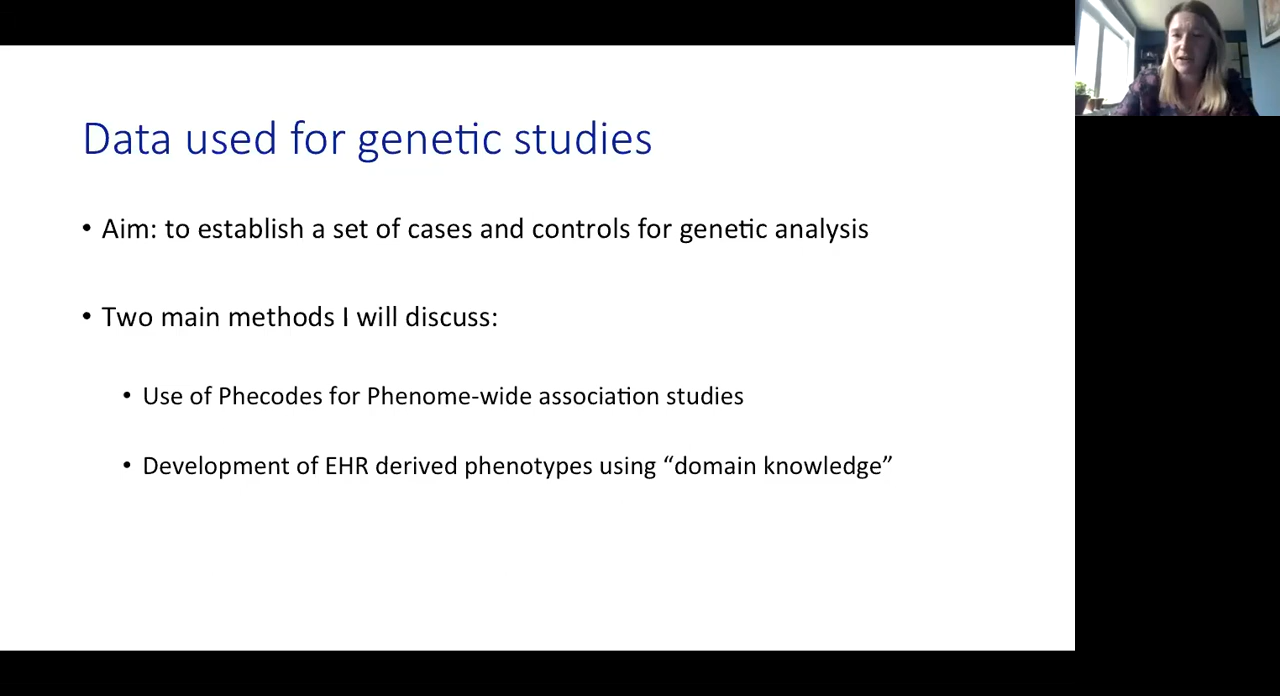 Data used for genetic studies
• Aim: to establish a set of cases and controls for genetic analysis
• Two main methods I will discuss:
• Use of Phecodes for Phenome-wide association studies
• Development of EHR derived phenotypes using “domain knowledge”